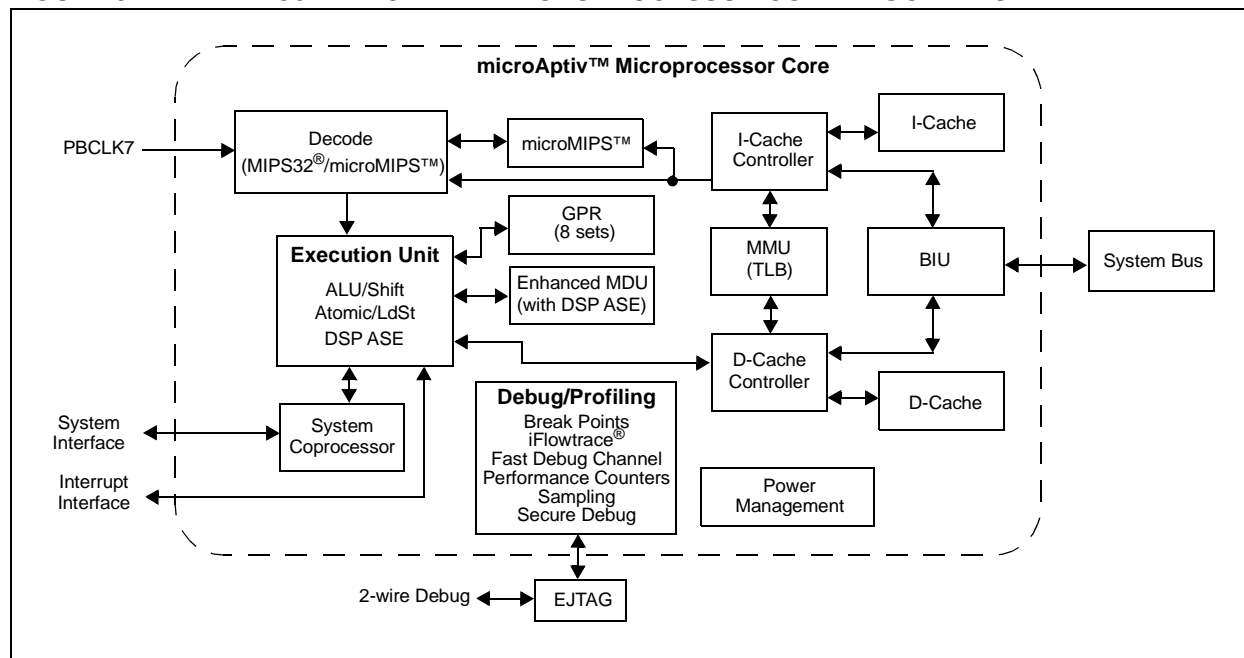 microAptiv™ Microprocessor Core
PBCLK7
Decode
(MIPS32®/microMIPS™)
microMIPS™
I-Cache
Controller
I-Cache
Execution Unit
ALU/Shift
Atomic/LdSt
DSP ASE
GPR
(8 sets)
Enhanced MDU
(with DSP ASE)
MMU
(TLB)
BIU
System Bus
D-Cache
Controller
D-Cache
System
Interface
System
Coprocessor
Interrupt
Interface
Debug/Profiling
Break Points
iFlowtrace®
Fast Debug Channel
Performance Counters
Sampling
Secure Debug
Power
Management
2-wire Debug
EJTAG